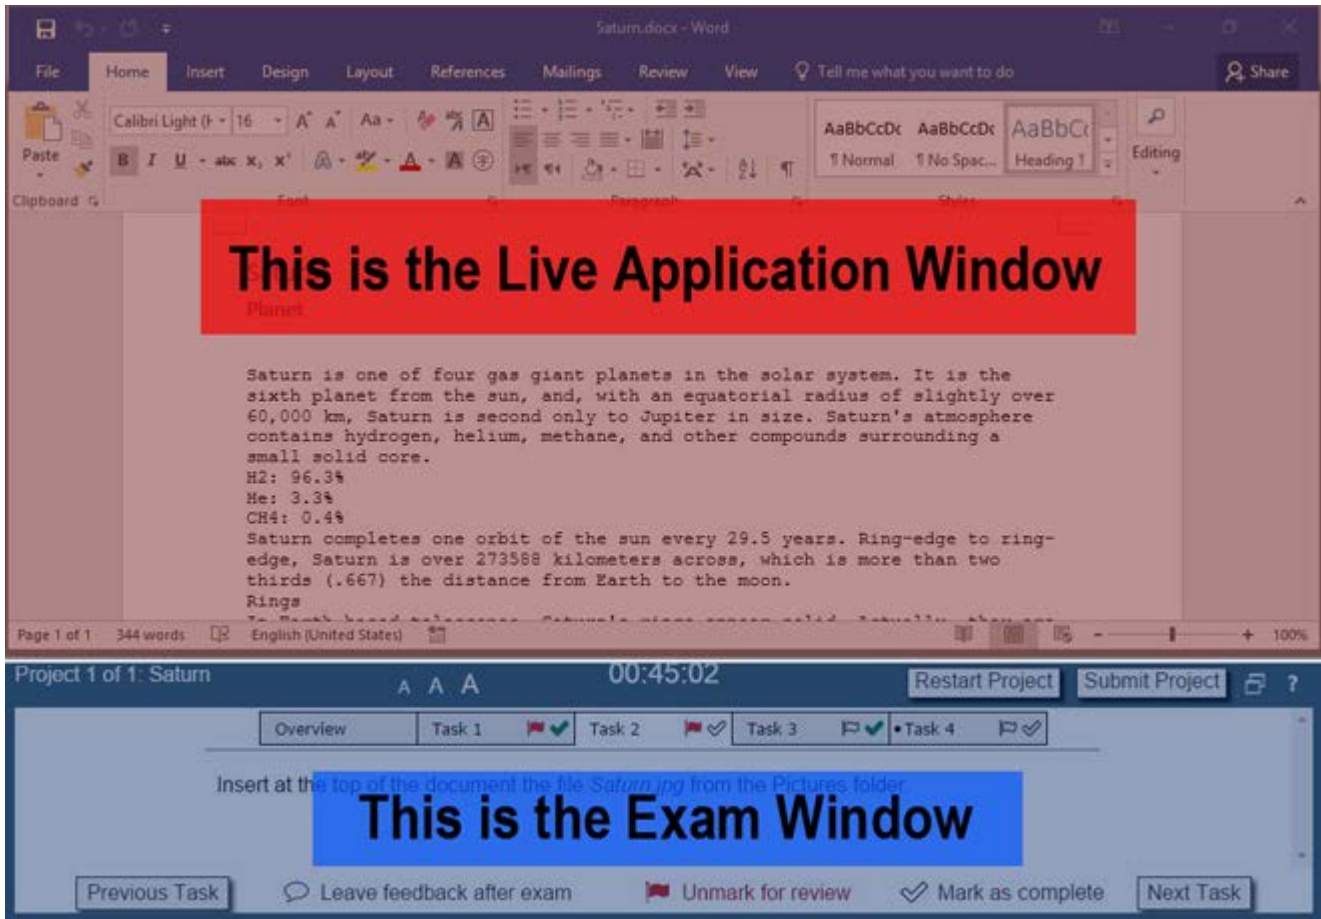 Saturn.docx - Word
File Home Insert Design Layout References Mailings Review View Tell me what you want to do Share
Calibri Light (H 16 A A Aa A
AaBbCcDc AaBbCcDc AaBbCc
Paste B I U abc x, x' A A ¶ ¶ Normal ¶ No Spac... Heading 1 Editing
Clipboard Font Paragraph Styles
This is the Live Application Window
Planet
Saturn is one of four gas giant planets in the solar system. It is the
sixth planet from the sun, and, with an equatorial radius of slightly over
60,000 km, Saturn is second only to Jupiter in size. Saturn's atmosphere
contains hydrogen, helium, methane, and other compounds surrounding a
small solid core.
H2: 96.3%
He: 3.3%
CH4: 0.4%
Saturn completes one orbit of the sun every 29.5 years. Ring-edge to ring-
edge, Saturn is over 273588 kilometers across, which is more than two
thirds (.667) the distance from Earth to the moon.
Rings
Page 1 of 1 344 words English (United States) 100%
Project 1 of 1: Saturn A A A 00:45:02 Restart Project Submit Project ?
Overview Task 1 Task 2 Task 3 • Task 4
Insert at the top of the document the file Saturn.jpg from the Pictures folder.
This is the Exam Window
Previous Task Leave feedback after exam Unmark for review Mark as complete Next Task